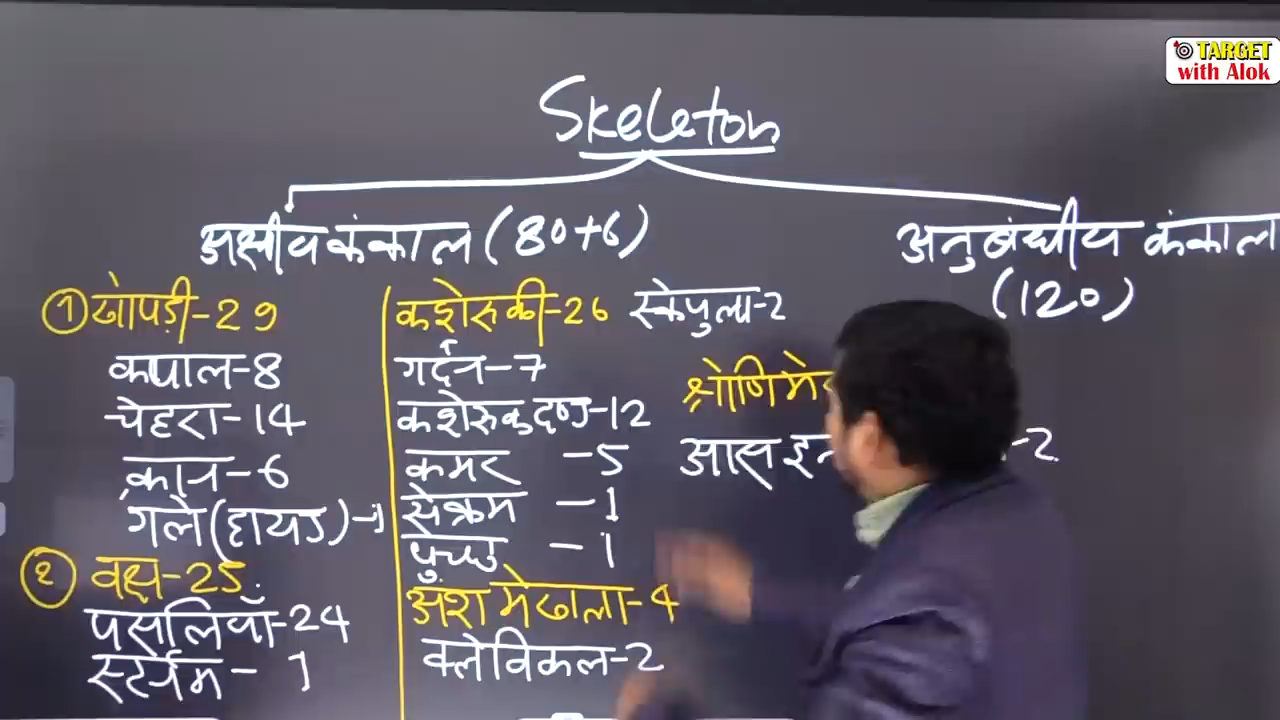 TARGET
with Alok
Skeleton
अक्षीय कंकाल (80+6)
① खोपड़ी-29
कपाल-8
चेहरा-14
कान-6
गले(हायड)-1
② वक्ष-25
पसलियाँ-24
स्टर्नम-1
कशेरुकी-26
गर्दन-7
कशेरुकदण्ड-12
कमर-5
सेक्रम-1
पुच्छ-1
अंश मेखला-4
क्लेविकल-2
स्केपुला-2
श्रोणि
-2
अनुबंधीय कंकाल
(120)